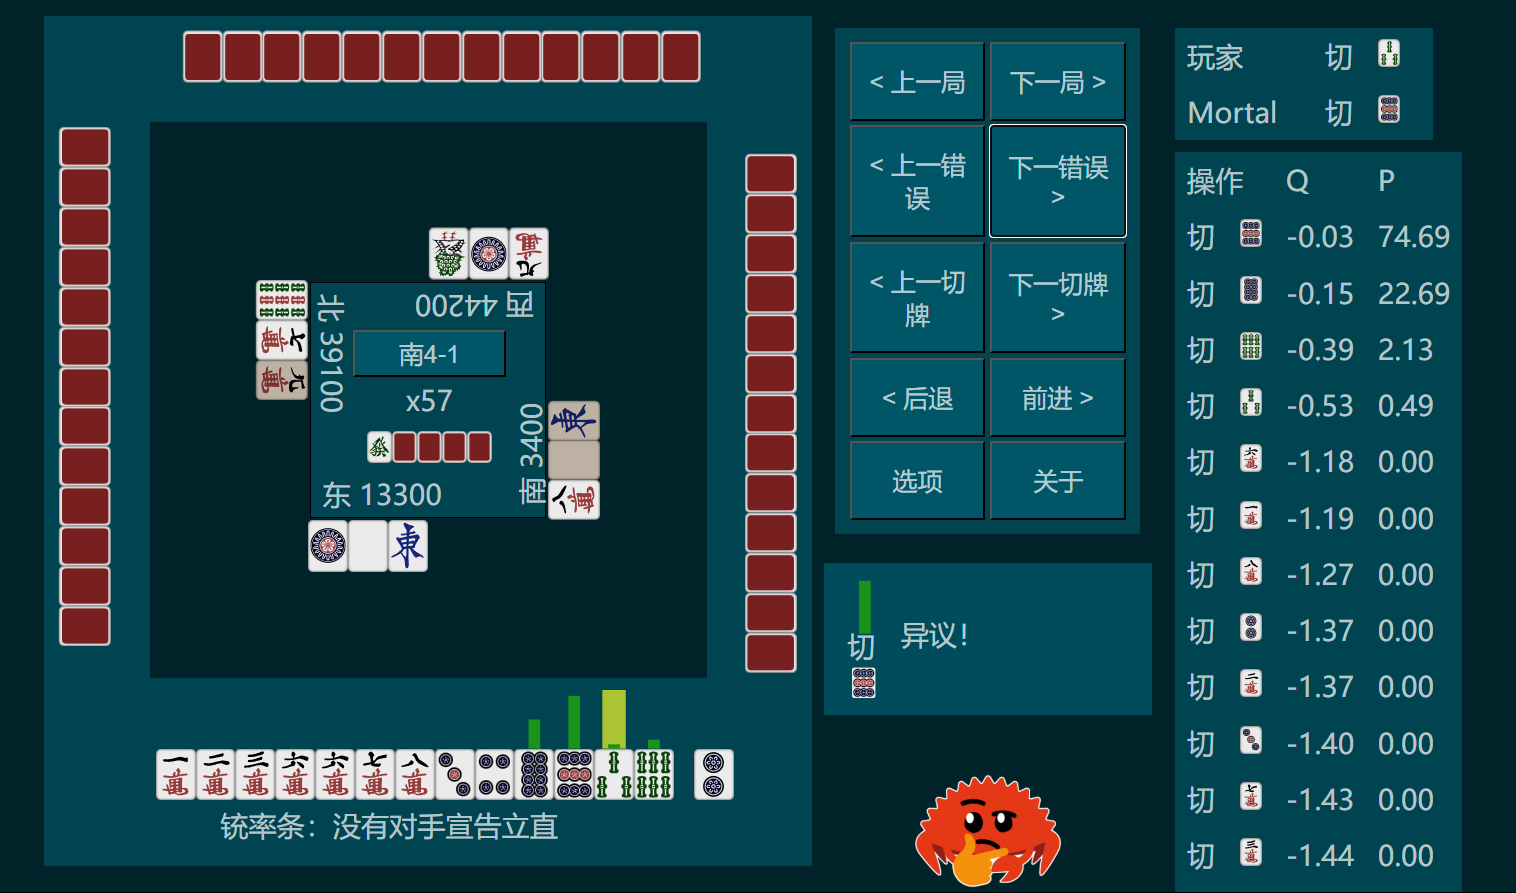 西 44200
北 39100
南4-1
x57
南 3400
东 13300
铳率条：没有对手宣告立直
< 上一局
下一局 >
< 上一错误
下一错误 >
< 上一切牌
下一切牌 >
< 后退
前进 >
选项
关于
切
异议！
玩家 切
Mortal 切
操作 Q P
切 -0.03 74.69
切 -0.15 22.69
切 -0.39 2.13
切 -0.53 0.49
切 -1.18 0.00
切 -1.19 0.00
切 -1.27 0.00
切 -1.37 0.00
切 -1.37 0.00
切 -1.40 0.00
切 -1.43 0.00
切 -1.44 0.00